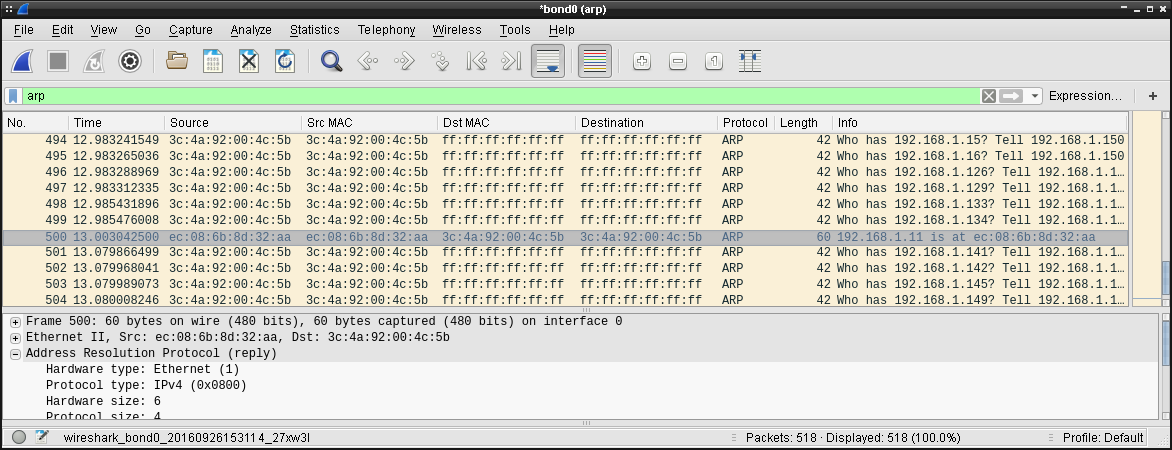 *bond0 (arp)
File Edit View Go Capture Analyze Statistics Telephony Wireless Tools Help
arp Expression… +
No. Time Source Src MAC Dst MAC Destination Protocol Length Info
494 12.983241549 3c:4a:92:00:4c:5b 3c:4a:92:00:4c:5b ff:ff:ff:ff:ff:ff ff:ff:ff:ff:ff:ff ARP 42 Who has 192.168.1.15? Tell 192.168.1.150
495 12.983265036 3c:4a:92:00:4c:5b 3c:4a:92:00:4c:5b ff:ff:ff:ff:ff:ff ff:ff:ff:ff:ff:ff ARP 42 Who has 192.168.1.16? Tell 192.168.1.150
496 12.983288969 3c:4a:92:00:4c:5b 3c:4a:92:00:4c:5b ff:ff:ff:ff:ff:ff ff:ff:ff:ff:ff:ff ARP 42 Who has 192.168.1.126? Tell 192.168.1.1…
497 12.983312335 3c:4a:92:00:4c:5b 3c:4a:92:00:4c:5b ff:ff:ff:ff:ff:ff ff:ff:ff:ff:ff:ff ARP 42 Who has 192.168.1.129? Tell 192.168.1.1…
498 12.985431896 3c:4a:92:00:4c:5b 3c:4a:92:00:4c:5b ff:ff:ff:ff:ff:ff ff:ff:ff:ff:ff:ff ARP 42 Who has 192.168.1.133? Tell 192.168.1.1…
499 12.985476008 3c:4a:92:00:4c:5b 3c:4a:92:00:4c:5b ff:ff:ff:ff:ff:ff ff:ff:ff:ff:ff:ff ARP 42 Who has 192.168.1.134? Tell 192.168.1.1…
500 13.003042500 ec:08:6b:8d:32:aa ec:08:6b:8d:32:aa 3c:4a:92:00:4c:5b 3c:4a:92:00:4c:5b ARP 60 192.168.1.11 is at ec:08:6b:8d:32:aa
501 13.079866499 3c:4a:92:00:4c:5b 3c:4a:92:00:4c:5b ff:ff:ff:ff:ff:ff ff:ff:ff:ff:ff:ff ARP 42 Who has 192.168.1.141? Tell 192.168.1.1…
502 13.079968041 3c:4a:92:00:4c:5b 3c:4a:92:00:4c:5b ff:ff:ff:ff:ff:ff ff:ff:ff:ff:ff:ff ARP 42 Who has 192.168.1.142? Tell 192.168.1.1…
503 13.079989073 3c:4a:92:00:4c:5b 3c:4a:92:00:4c:5b ff:ff:ff:ff:ff:ff ff:ff:ff:ff:ff:ff ARP 42 Who has 192.168.1.145? Tell 192.168.1.1…
504 13.080008246 3c:4a:92:00:4c:5b 3c:4a:92:00:4c:5b ff:ff:ff:ff:ff:ff ff:ff:ff:ff:ff:ff ARP 42 Who has 192.168.1.149? Tell 192.168.1.1…
Frame 500: 60 bytes on wire (480 bits), 60 bytes captured (480 bits) on interface 0
Ethernet II, Src: ec:08:6b:8d:32:aa, Dst: 3c:4a:92:00:4c:5b
Address Resolution Protocol (reply)
Hardware type: Ethernet (1)
Protocol type: IPv4 (0x0800)
Hardware size: 6
Protocol size: 4
wireshark_bond0_20160926153114_27xw3l Packets: 518 · Displayed: 518 (100.0%) Profile: Default